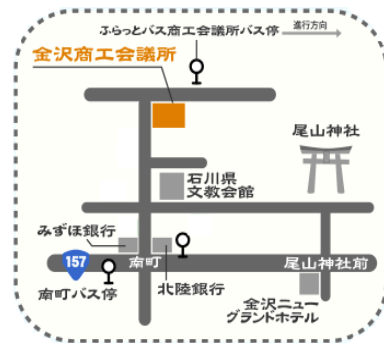 ふらっとバス商工会議所バス停
進行方向
金沢商工会議所
尾山神社
石川県
文教会館
みずほ銀行
157
南町
尾山神社前
南町バス停
北陸銀行
金沢ニュー
グランドホテル